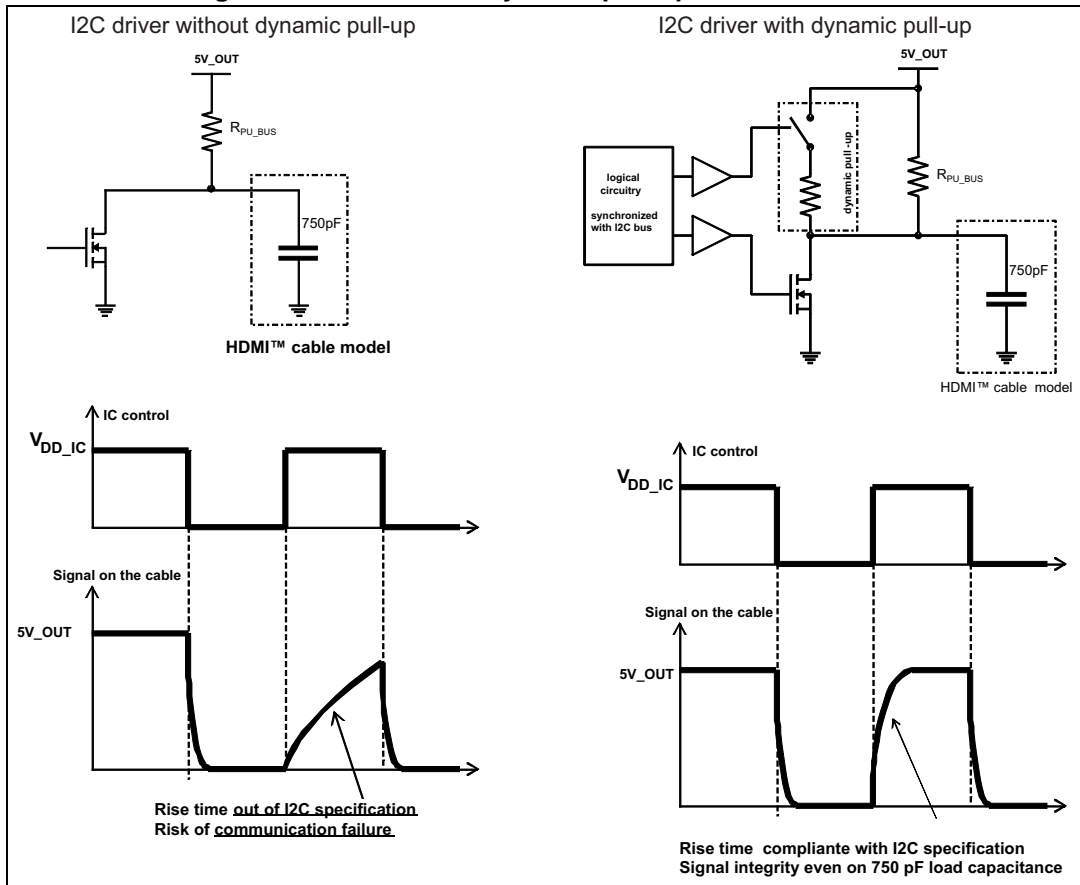 I2C driver without dynamic pull-up
5V_OUT
RPU_BUS
750pF
HDMI™ cable model
IC control
VDD_IC
Signal on the cable
5V_OUT
Rise time out of I2C specification
Risk of communication failure
I2C driver with dynamic pull-up
5V_OUT
logical
circuitry
synchronized
with I2C bus
dynamic pull-up
RPU_BUS
750pF
HDMI™ cable model
IC control
VDD_IC
Signal on the cable
5V_OUT
Rise time compliante with I2C specification
Signal integrity even on 750 pF load capacitance